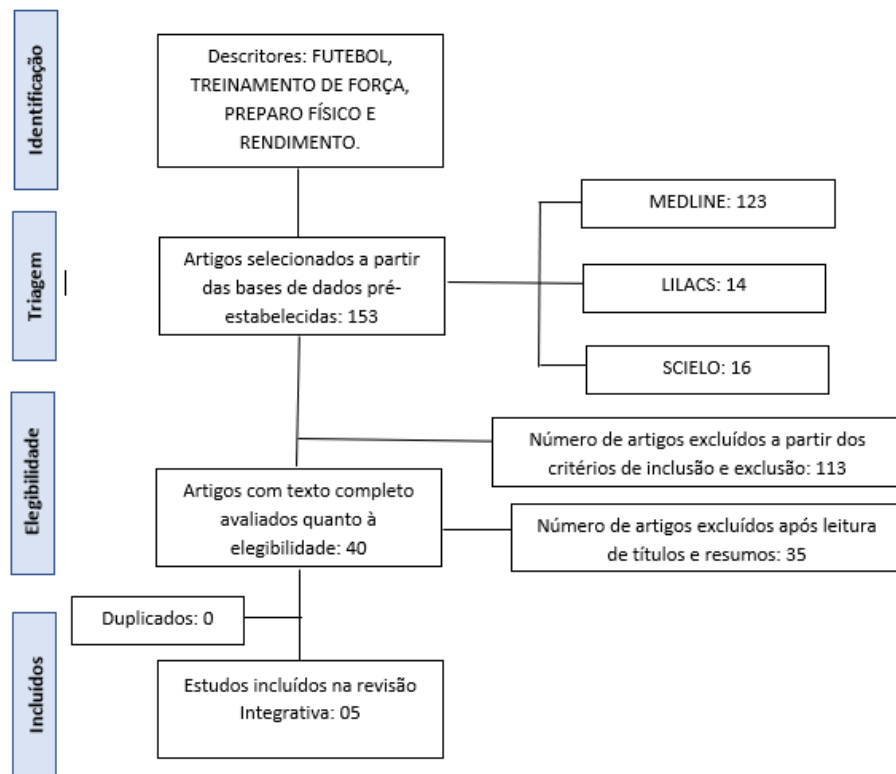 Identificação
Descritores: FUTEBOL,
TREINAMENTO DE FORÇA,
PREPARO FÍSICO E
RENDIMENTO.
Triagem
Artigos selecionados a partir
das bases de dados pré-
estabelecidas: 153
MEDLINE: 123
LILACS: 14
SCIELO: 16
Elegibilidade
Número de artigos excluídos a partir dos
critérios de inclusão e exclusão: 113
Artigos com texto completo
avaliados quanto à
elegibilidade: 40
Número de artigos excluídos após leitura
de títulos e resumos: 35
Incluídos
Duplicados: 0
Estudos incluídos na revisão
Integrativa: 05